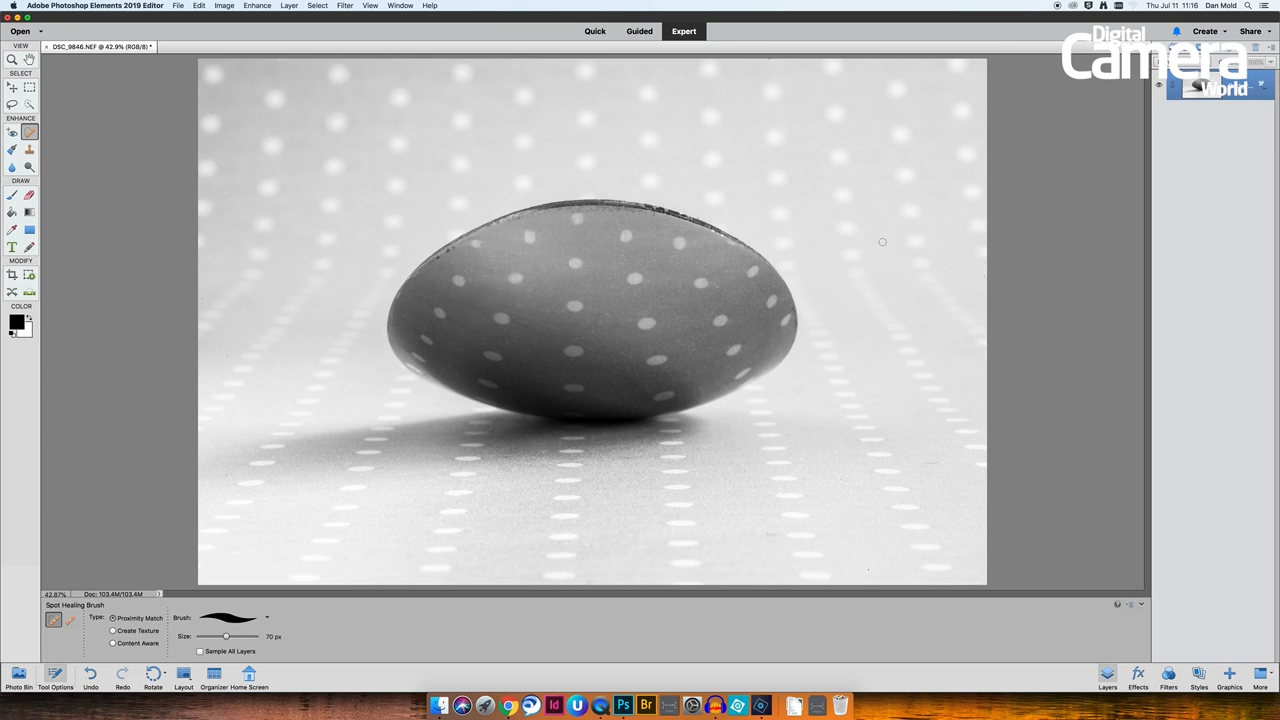 Adobe Photoshop Elements 2019 Editor File Edit Image Enhance Layer Select Filter View Window Help Thu Jul 11 11:16 Dan Mold
Open Quick Guided Expert Create Share
Digital
Camera
World
VIEW
DSC_9846.NEF @ 42.9% (RGB/8) *
SELECT
ENHANCE
DRAW
T
MODIFY
COLOR
42.87% Doc: 103.4M/103.4M
Spot Healing Brush
Type: Proximity Match
Create Texture
Content Aware
Brush:
Size: 70 px
Sample All Layers
Photo Bin Tool Options Undo Redo Rotate Layout Organizer Home Screen
Layers Effects Filters Styles Graphics More
fx
Id U Ps Br